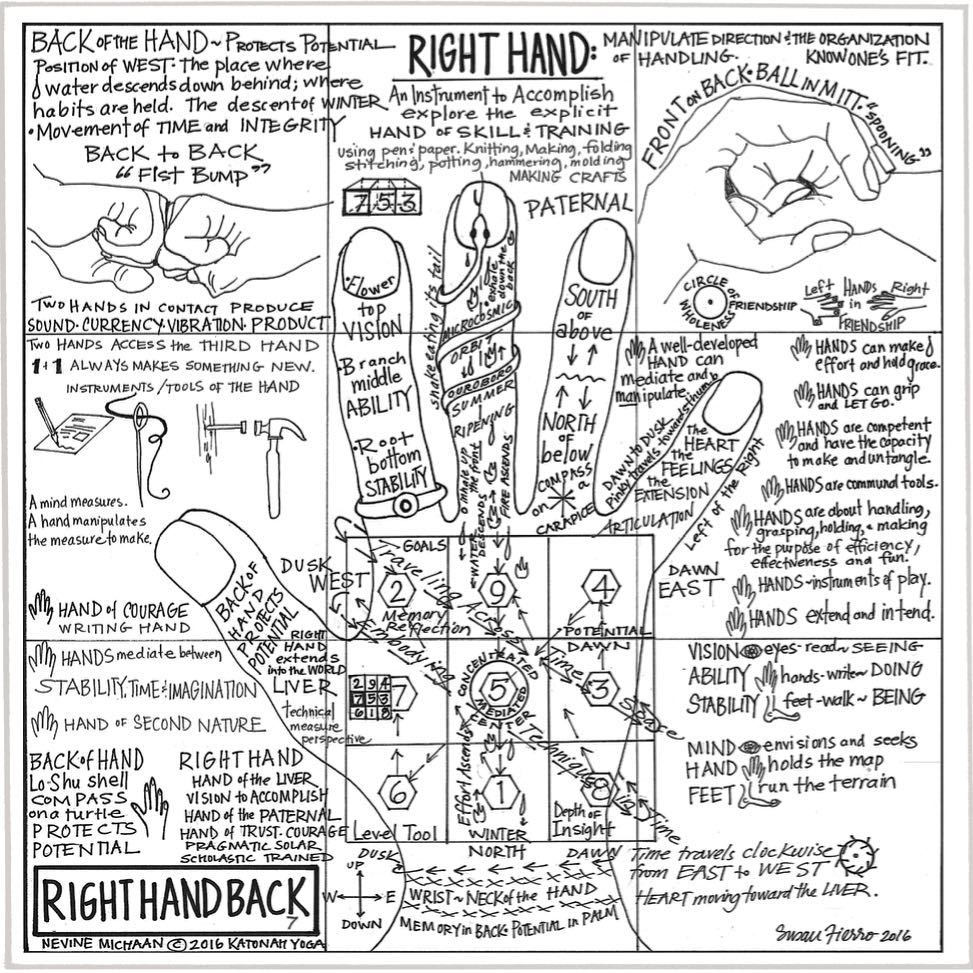 BACK OF THE HAND ~ PROTECTS POTENTIAL
POSITION OF WEST: the place where
water descends down behind; where
habits are held. The descent of WINTER
• MOVEMENT OF TIME and INTEGRITY
BACK to BACK
"FIST BUMP"
TWO HANDS IN CONTACT PRODUCE
SOUND·CURRENCY·VIBRATION·PRODUCT
RIGHT HAND:
MANIPULATE DIRECTION & THE ORGANIZATION
OF HANDLING. KNOW ONE'S FIT.
An Instrument to Accomplish
explore the explicit
HAND OF SKILL & TRAINING
using pen & paper. Knitting, Making, folding
stitching, potting, hammering, molding
MAKING CRAFTS
7 5 3
PATERNAL
FRONT ON BACK·BALL IN MITT·"SPOONING"
CIRCLE OF WHOLENESS
FRIENDSHIP
Left HANDS Right
in
FRIENDSHIP
TWO HANDS ACCESS the THIRD HAND
1+1 ALWAYS MAKES SOMETHING NEW.
INSTRUMENTS / TOOLS OF THE HAND
A mind measures.
A hand manipulates
the measure to make.
HAND OF COURAGE
WRITING HAND
• Flower
top
VISION
Branch
middle
ABILITY
• Root
bottom
STABILITY
snake eating its tail
exhale down the back
MICROCOSMIC
ORBIT
OUROBORO
SUMMER
RIPENING
inhale up the front
WATER DESCENDS
FIRE ASCENDS
SOUTH
of
above
NORTH
OF
below
COMPASS
on a
CARAPICE
A well-developed
HAND can
mediate and
manipulate.
DAWN to DUSK
Pinky travels towards thumb
The
HEART
The
FEELINGS
the
EXTENSION
ARTICULATION
Left of the Right
HANDS can make
effort and hold grace.
HANDS can grip
and LET GO.
HANDS are competent
and have the capacity
to make and untangle.
HANDS are communal tools.
HANDS are about handling,
grasping, holding, & making
for the purpose of efficiency,
effectiveness and fun.
HANDS ~ instruments of play.
HANDS extend and intend.
DUSK
WEST
BACK OF
HAND
PROTECTS
POTENTIAL
GOALS
2
9
4
Memory
Reflection
POTENTIAL
DAWN
EAST
Traveling Across Time
Embodying Concentrated Techniques
RIGHT
HAND
extends
into the WORLD
LIVER
technical
measure
perspective
2 9 4
7 5 3
6 1 8
7
CONCENTRATED MEDIATED CENTER
5
DAWN
3
Effort Ascends
6
1
8
Level Tool
WINTER
Depth of
Insight
NORTH
DUSK
DAWN
HANDS mediate between
STABILITY, TIME & IMAGINATION
HAND OF SECOND NATURE
BACK of HAND
Lo-Shu shell
COMPASS
on a turtle
PROTECTS
POTENTIAL
RIGHT HAND
HAND OF THE LIVER
VISION TO ACCOMPLISH
HAND OF THE PATERNAL
HAND OF TRUST·COURAGE
PRAGMATIC SOLAR
SCHOLASTIC TRAINED
VISION eyes-read ~ SEEING
ABILITY hands-write ~ DOING
STABILITY feet-walk ~ BEING
MIND envisions and seeks
HAND holds the map
FEET run the terrain
Time travels clockwise
from EAST to WEST
HEART moving toward the LIVER.
UP
W E
DOWN
WRIST ~ NECK of the HAND
MEMORY in BACK·POTENTIAL in PALM
RIGHT HAND BACK
7
NEVINE MICHAAN © 2016 KATONAH YOGA
Susan Fierro 2016